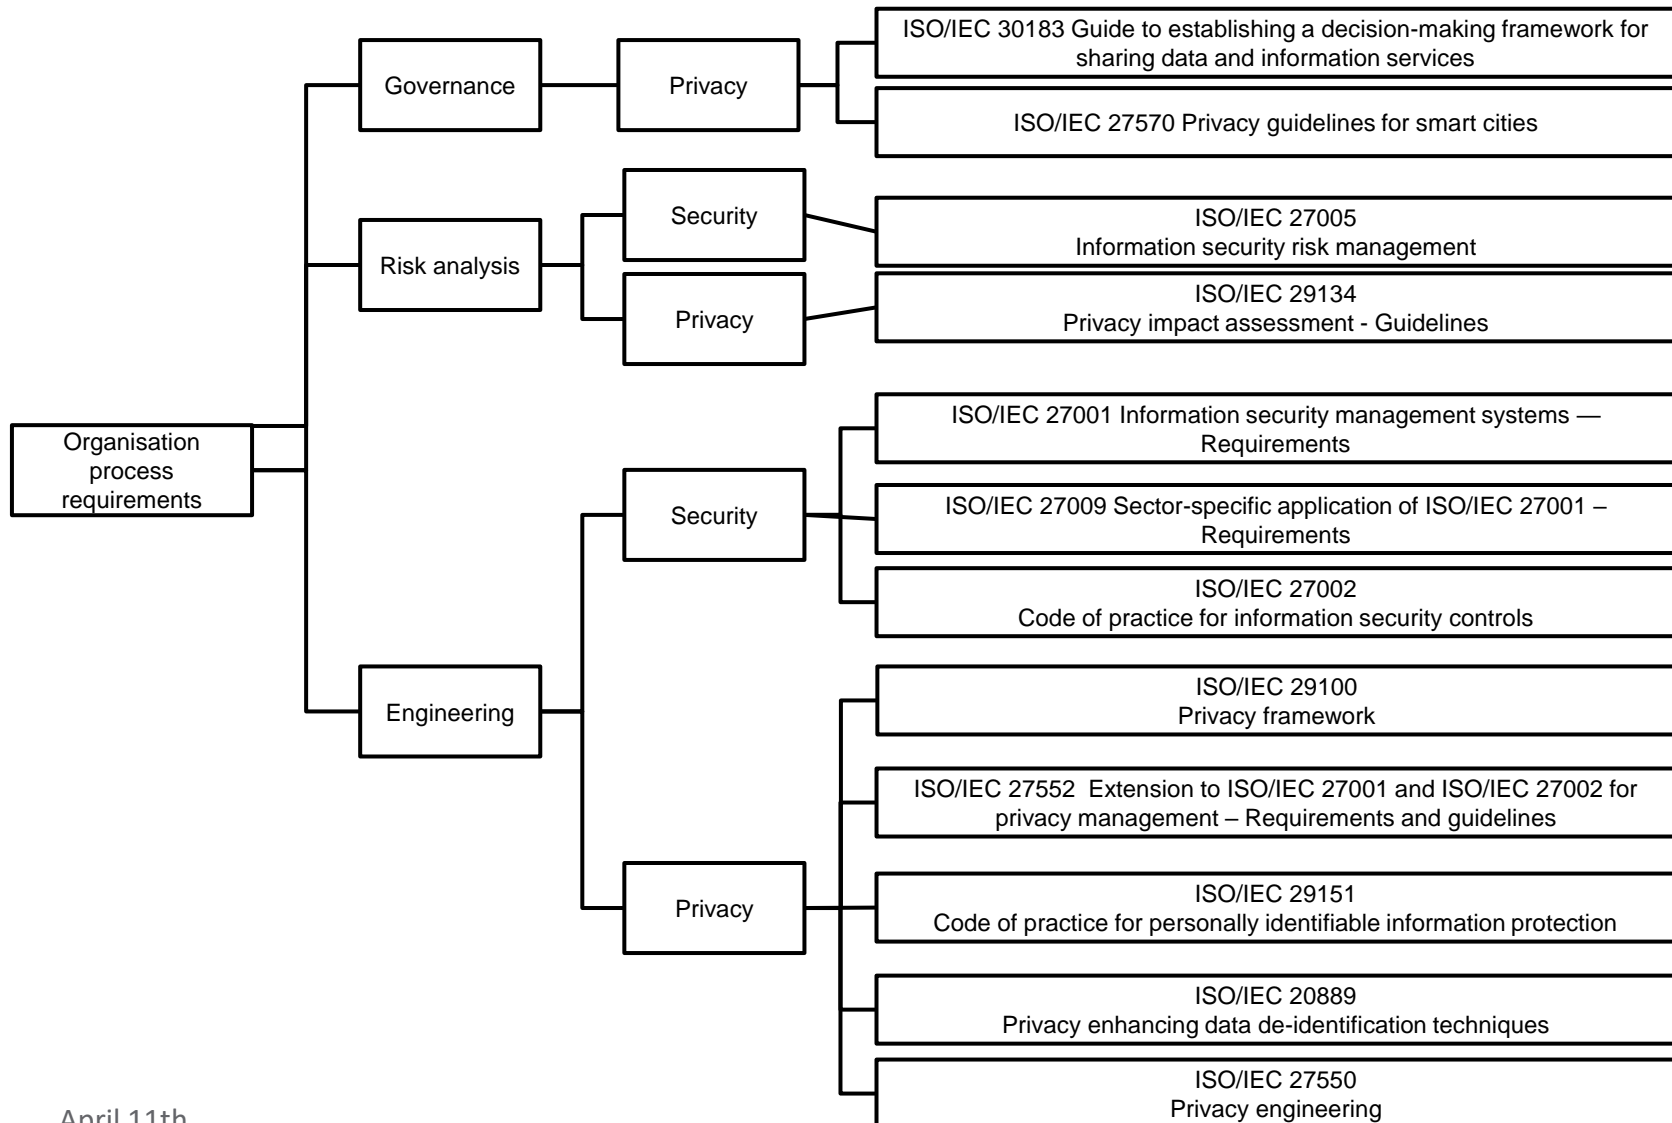 ISO/IEC 30183 Guide to establishing a decision-making framework for
sharing data and information services
Governance
Privacy
ISO/IEC 27570 Privacy guidelines for smart cities
Security
ISO/IEC 27005
Information security risk management
Risk analysis
Privacy
ISO/IEC 29134
Privacy impact assessment - Guidelines
Organisation
process
requirements
ISO/IEC 27001 Information security management systems —
Requirements
Security
ISO/IEC 27009 Sector-specific application of ISO/IEC 27001 –
Requirements
ISO/IEC 27002
Code of practice for information security controls
Engineering
ISO/IEC 29100
Privacy framework
ISO/IEC 27552  Extension to ISO/IEC 27001 and ISO/IEC 27002 for
privacy management – Requirements and guidelines
Privacy
ISO/IEC 29151
Code of practice for personally identifiable information protection
ISO/IEC 20889
Privacy enhancing data de-identification techniques
ISO/IEC 27550
Privacy engineering
April 11th